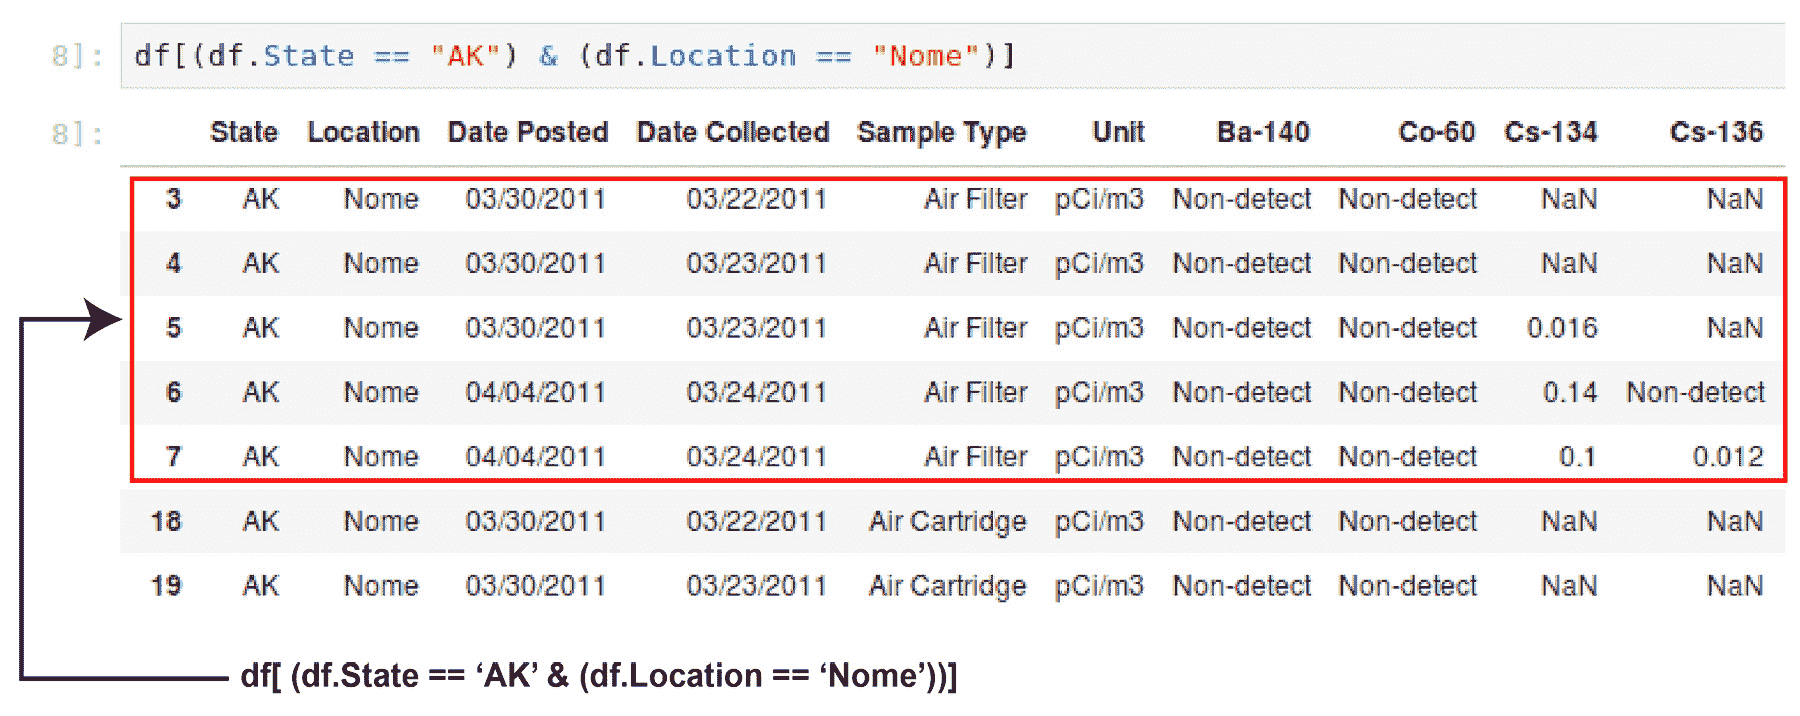 8]: df[(df.State == "AK") & (df.Location == "Nome")]
8]: State Location Date Posted Date Collected Sample Type Unit Ba-140 Co-60 Cs-134 Cs-136
3 AK Nome 03/30/2011 03/22/2011 Air Filter pCi/m3 Non-detect Non-detect NaN NaN
4 AK Nome 03/30/2011 03/23/2011 Air Filter pCi/m3 Non-detect Non-detect NaN NaN
5 AK Nome 03/30/2011 03/23/2011 Air Filter pCi/m3 Non-detect Non-detect 0.016 NaN
6 AK Nome 04/04/2011 03/24/2011 Air Filter pCi/m3 Non-detect Non-detect 0.14 Non-detect
7 AK Nome 04/04/2011 03/24/2011 Air Filter pCi/m3 Non-detect Non-detect 0.1 0.012
18 AK Nome 03/30/2011 03/22/2011 Air Cartridge pCi/m3 Non-detect Non-detect NaN NaN
19 AK Nome 03/30/2011 03/23/2011 Air Cartridge pCi/m3 Non-detect Non-detect NaN NaN
df[ (df.State == ‘AK’ & (df.Location == ‘Nome’))]